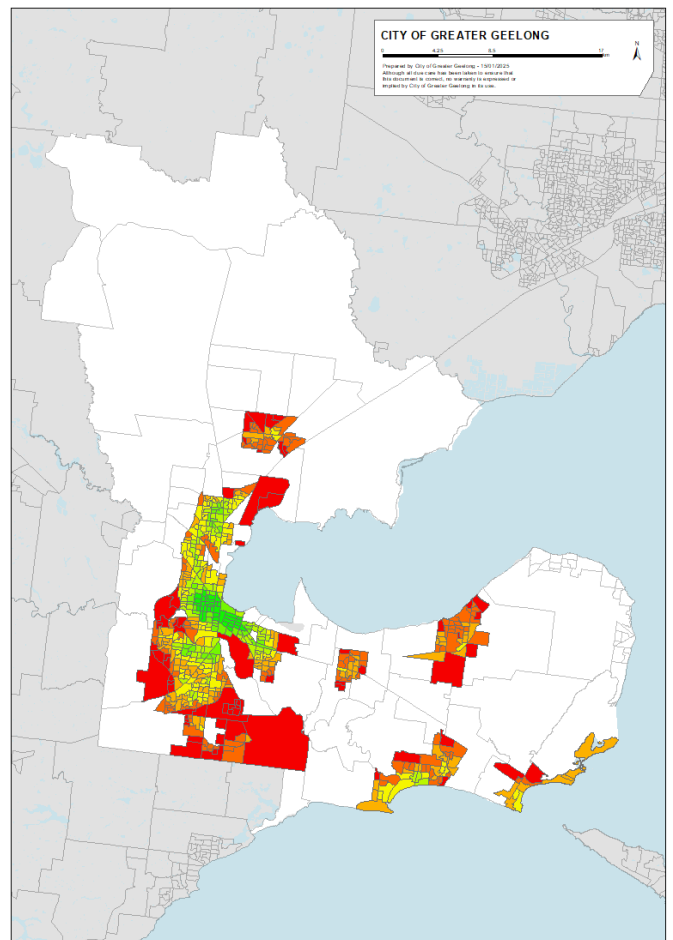 CITY OF GREATER GEELONG
N
0 4.25 8.5 17
Km
Prepared by City of Greater Geelong - 15/11/2025
Although all due care has been taken to ensure that
this document is correct, no warranty is expressed or
implied by City of Greater Geelong in its use.